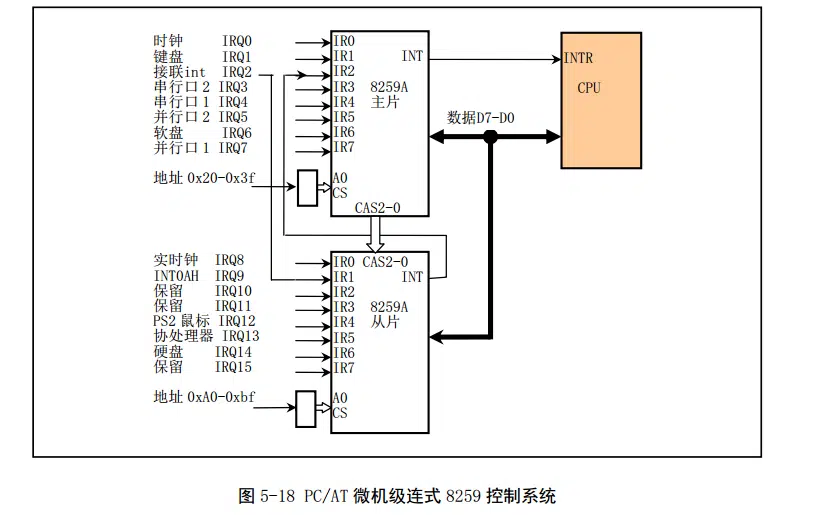 时钟 IRQ0 IR0
键盘 IRQ1 IR1 INT INTR
接联int IRQ2 IR2
串行口2 IRQ3 IR3 8259A CPU
串行口1 IRQ4 IR4 主片
并行口2 IRQ5 IR5 数据D7-D0
软盘 IRQ6 IR6
并行口1 IRQ7 IR7
地址 0x20-0x3f A0
CS
CAS2-0
实时钟 IRQ8 IR0 CAS2-0
INT0AH IRQ9 IR1 INT
保留 IRQ10 IR2
保留 IRQ11 IR3 8259A
PS2鼠标 IRQ12 IR4 从片
协处理器 IRQ13 IR5
硬盘 IRQ14 IR6
保留 IRQ15 IR7
地址 0xA0-0xbf A0
CS
图 5-18 PC/AT 微机级连式 8259 控制系统